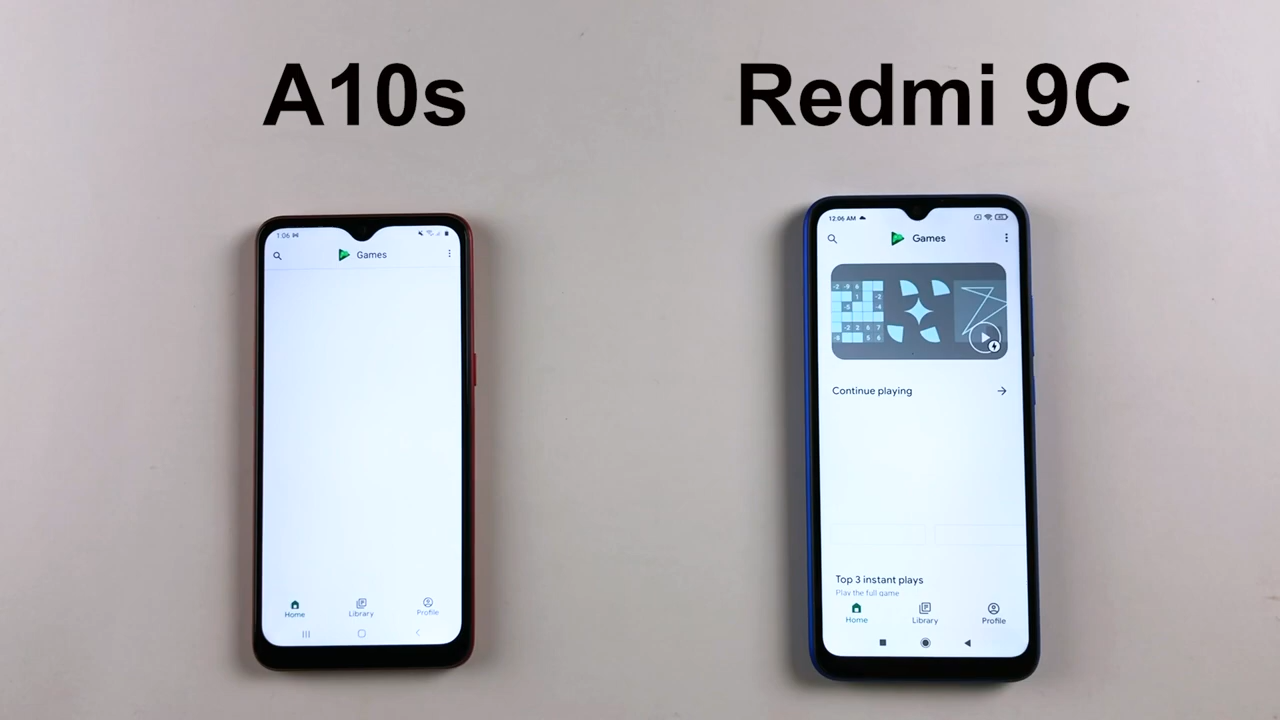 A10s
Redmi 9C
1:06
Games
Home
Library
Profile
12:06 AM
Games
Continue playing
Top 3 instant plays
Play the full game
Home
Library
Profile